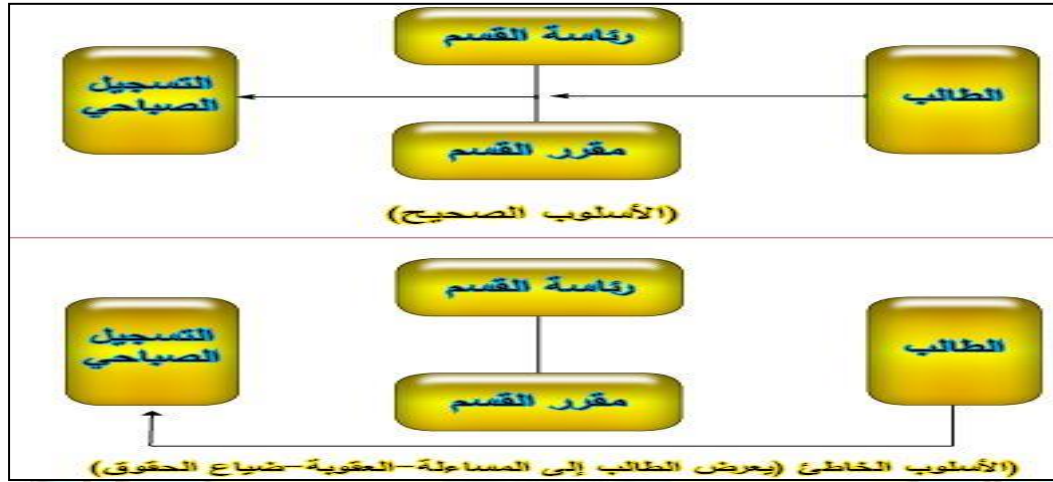 رئاسة القسم
الطالب
التسجيل
الصباحي
مقرر القسم
(الأسلوب الصحيح)
رئاسة القسم
الطالب
التسجيل
الصباحي
مقرر القسم
(الأسلوب الخاطئ (يعرض الطالب إلى المساءلة-العقوبة-ضياع الحقوق)